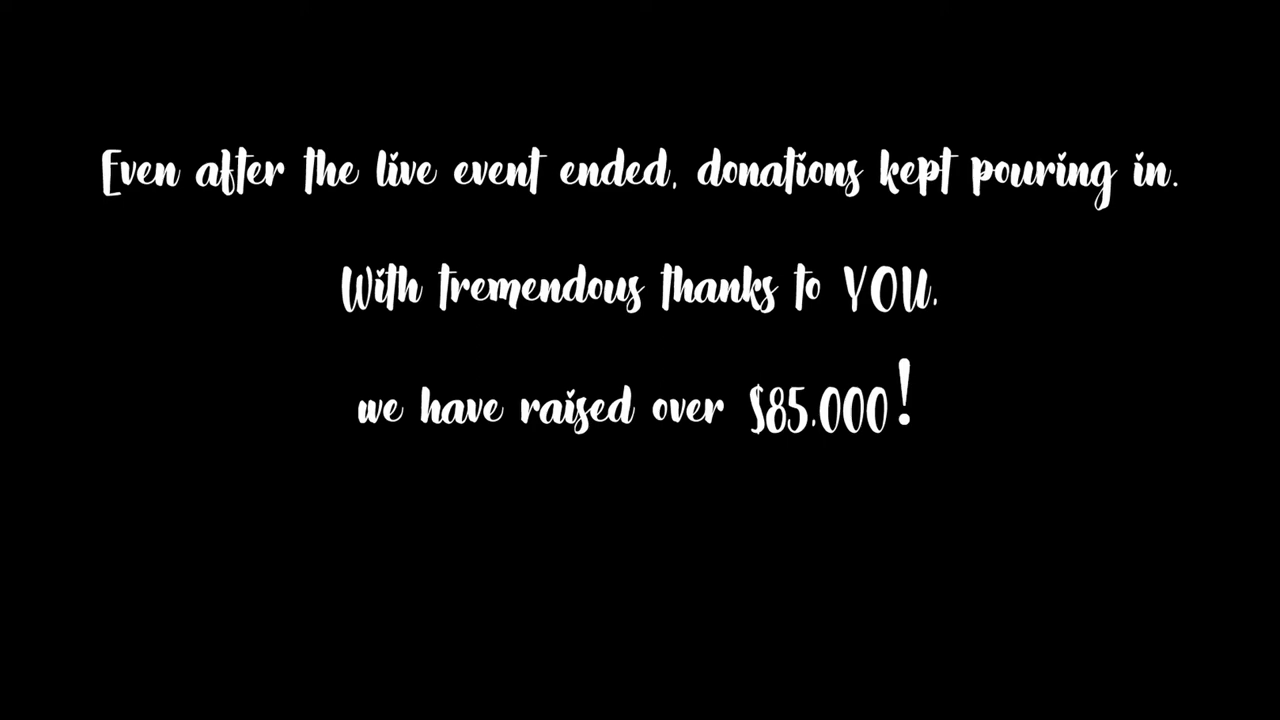 Even after the live event ended, donations kept pouring in.
With tremendous thanks to YOU,
we have raised over $85,000!